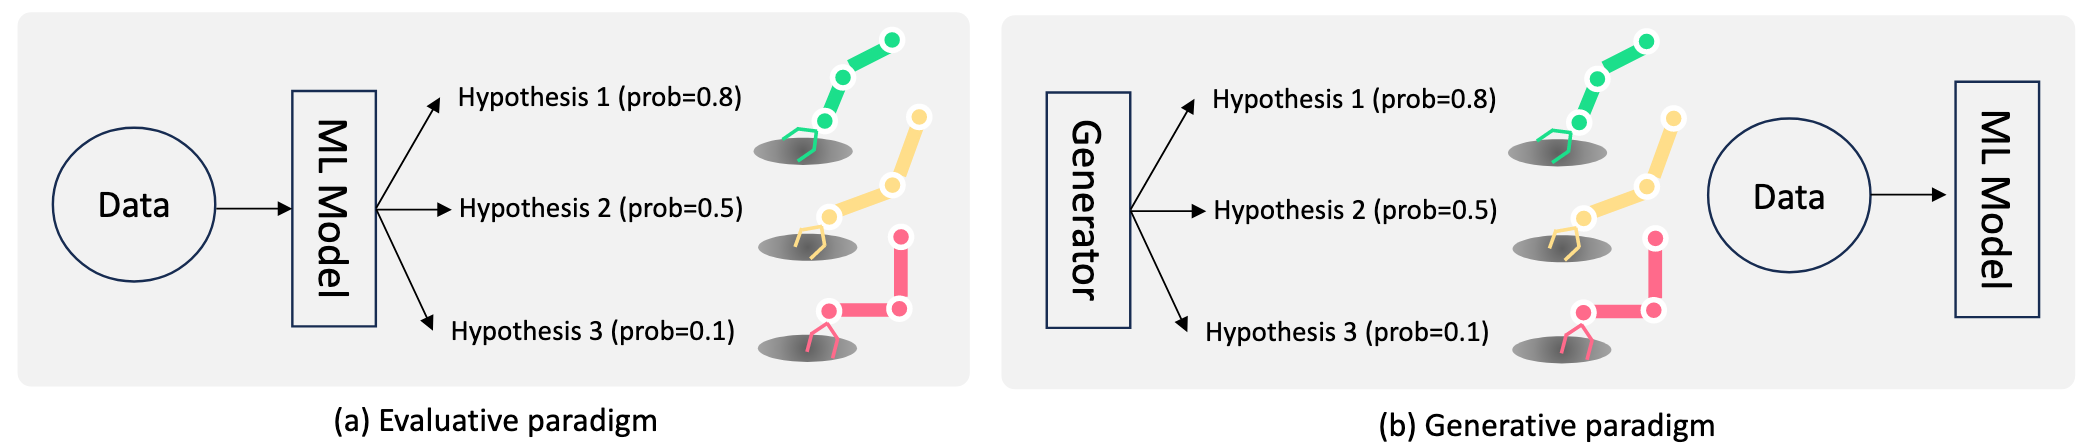 Data
ML Model
Hypothesis 1 (prob=0.8)
Hypothesis 2 (prob=0.5)
Hypothesis 3 (prob=0.1)
(a) Evaluative paradigm
Generator
Hypothesis 1 (prob=0.8)
Hypothesis 2 (prob=0.5)
Hypothesis 3 (prob=0.1)
Data
ML Model
(b) Generative paradigm